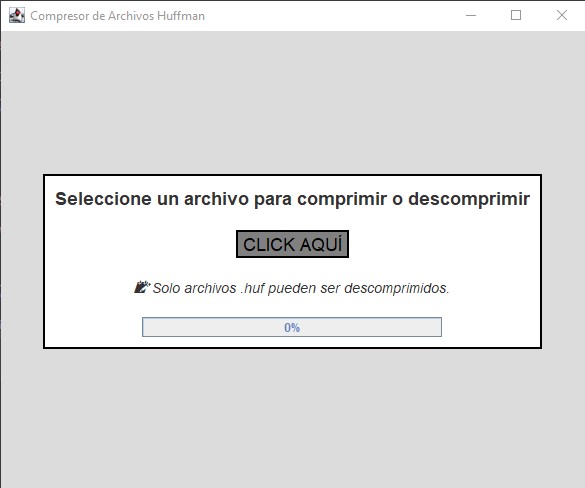 Compresor de Archivos Huffman
Seleccione un archivo para comprimir o descomprimir
CLICK AQUÍ
Solo archivos .huf pueden ser descomprimidos.
0%